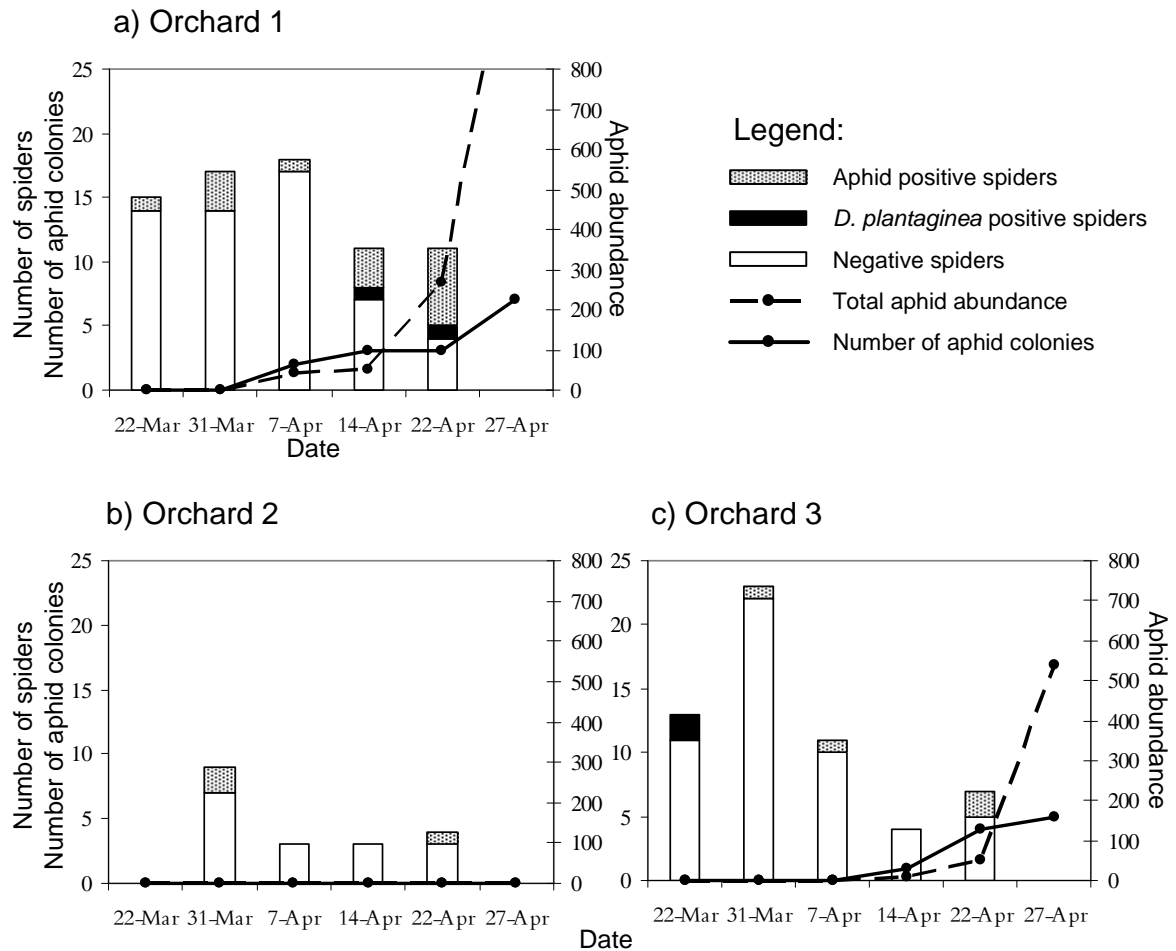 a) Orchard 1
Number of spiders
Number of aphid colonies
25
20
15
10
5
0
800
700
600
500
400
300
200
100
0
Aphid abundance
22-Mar 31-Mar 7-Apr 14-Apr 22-Apr 27-Apr
Date
Legend:
Aphid positive spiders
D. plantaginea positive spiders
Negative spiders
Total aphid abundance
Number of aphid colonies
b) Orchard 2
Number of spiders
Number of aphid colonies
25
20
15
10
5
0
800
700
600
500
400
300
200
100
0
22-Mar 31-Mar 7-Apr 14-Apr 22-Apr 27-Apr
c) Orchard 3
25
20
15
10
5
0
800
700
600
500
400
300
200
100
0
Aphid abundance
22-Mar 31-Mar 7-Apr 14-Apr 22-Apr 27-Apr
Date